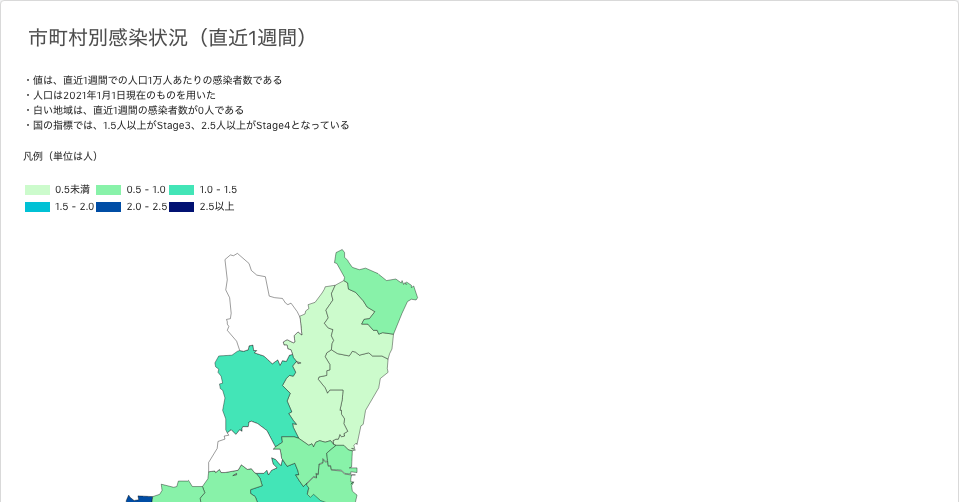 市町村別感染状況（直近1週間）
・値は、直近1週間での人口1万人あたりの感染者数である
・人口は2021年1月1日現在のものを用いた
・白い地域は、直近1週間の感染者数が0人である
・国の指標では、1.5人以上がStage3、2.5人以上がStage4となっている
凡例（単位は人）
0.5未満 0.5 - 1.0 1.0 - 1.5
1.5 - 2.0 2.0 - 2.5 2.5以上